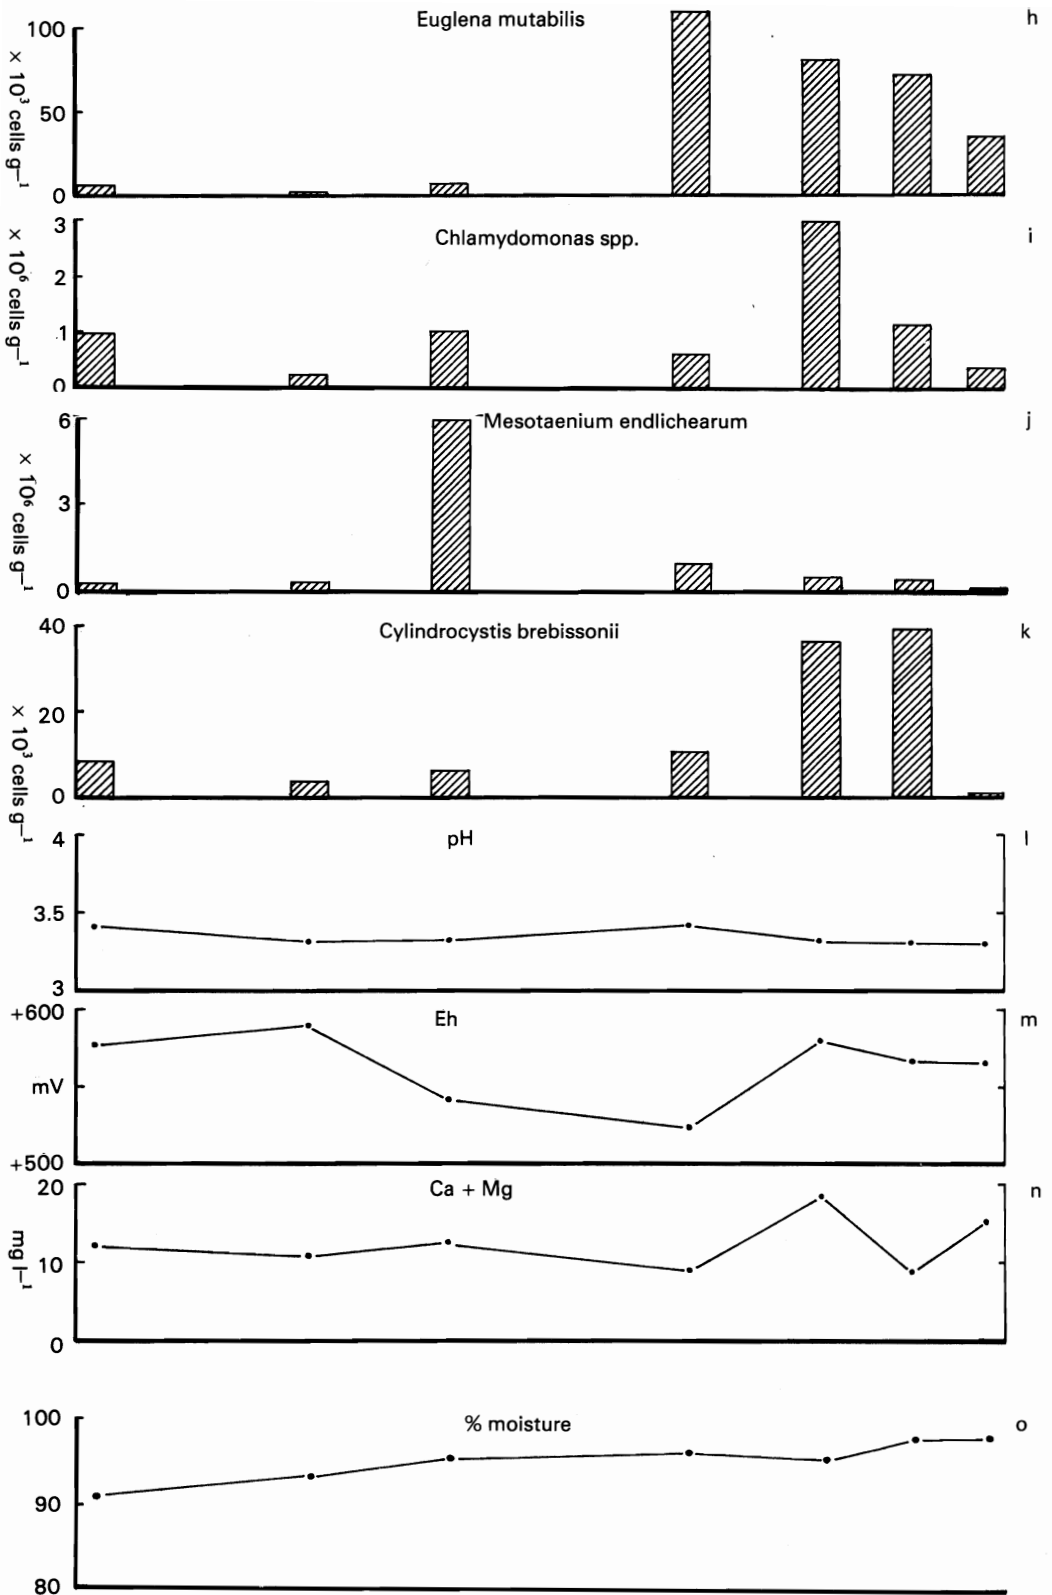 Euglena mutabilis
h
100
50
0
× 10³ cells g–¹
Chlamydomonas spp.
i
3
2
1
0
× 10⁶ cells g–¹
Mesotaenium endlichearum
j
6
3
0
× 10⁶ cells g–¹
Cylindrocystis brebissonii
k
40
20
0
× 10³ cells g–¹
pH
l
4
3.5
3
Eh
m
+600
mV
+500
Ca + Mg
n
20
10
0
mg l–¹
% moisture
o
100
90
80